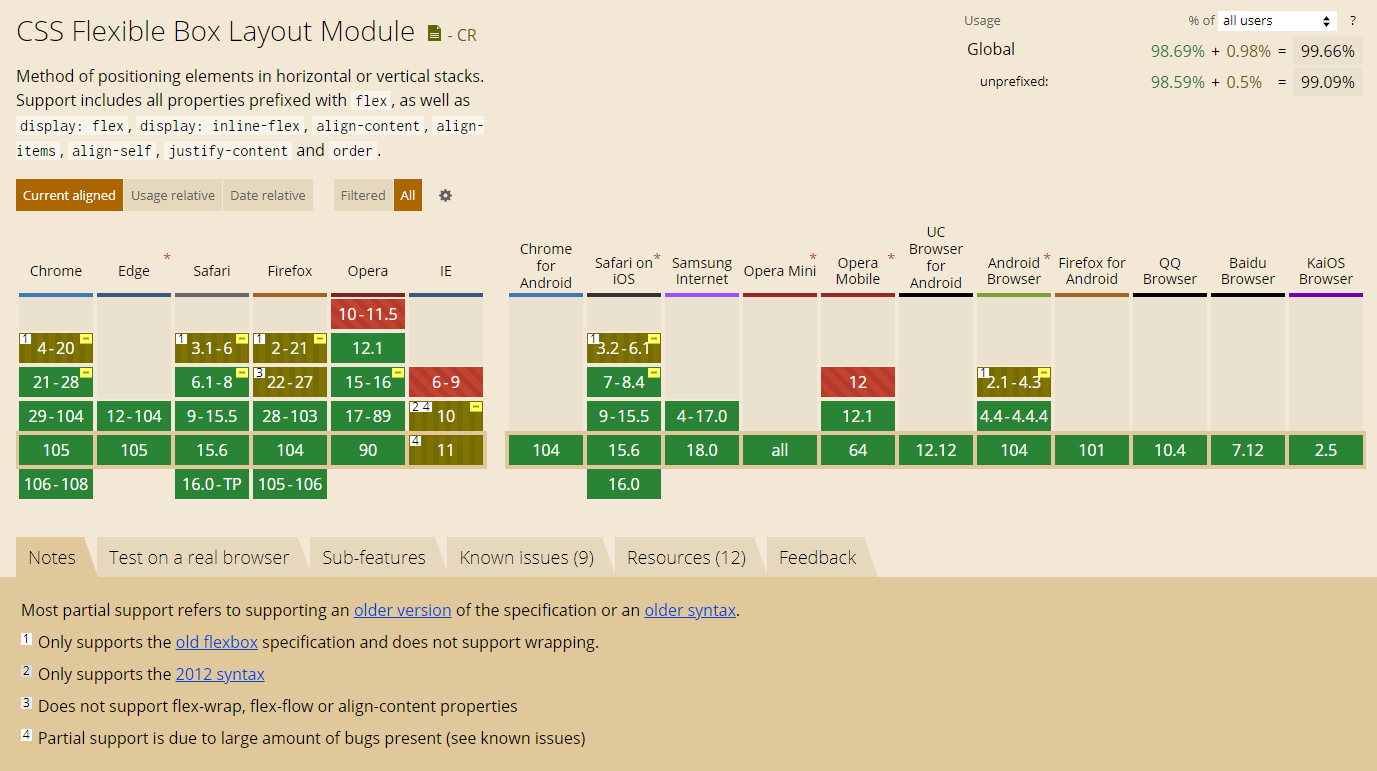 CSS Flexible Box Layout Module - CR
Usage % of all users ?
Global 98.69% + 0.98% = 99.66%
unprefixed: 98.59% + 0.5% = 99.09%
Method of positioning elements in horizontal or vertical stacks.
Support includes all properties prefixed with flex, as well as
display: flex, display: inline-flex, align-content, align-
items, align-self, justify-content and order.
Current aligned Usage relative Date relative Filtered All
Chrome Edge * Safari Firefox Opera IE Chrome for Android Safari on iOS * Samsung Internet Opera Mini * Opera Mobile * UC Browser for Android Android Browser * Firefox for Android QQ Browser Baidu Browser KaiOS Browser
10-11.5
1 4-20 - 1 3.1-6 - 1 2-21 - 12.1 1 3.2-6.1 -
21-28 - 6.1-8 - 3 22-27 15-16 - 6-9 7-8.4 - 12 1 2.1-4.3 -
29-104 12-104 9-15.5 28-103 17-89 2 4 10 - 9-15.5 4-17.0 12.1 4.4-4.4.4
105 105 15.6 104 90 4 11 104 15.6 18.0 all 64 12.12 104 101 10.4 7.12 2.5
106-108 16.0-TP 105-106 16.0
Notes Test on a real browser Sub-features Known issues (9) Resources (12) Feedback
Most partial support refers to supporting an older version of the specification or an older syntax.
1 Only supports the old flexbox specification and does not support wrapping.
2 Only supports the 2012 syntax
3 Does not support flex-wrap, flex-flow or align-content properties
4 Partial support is due to large amount of bugs present (see known issues)